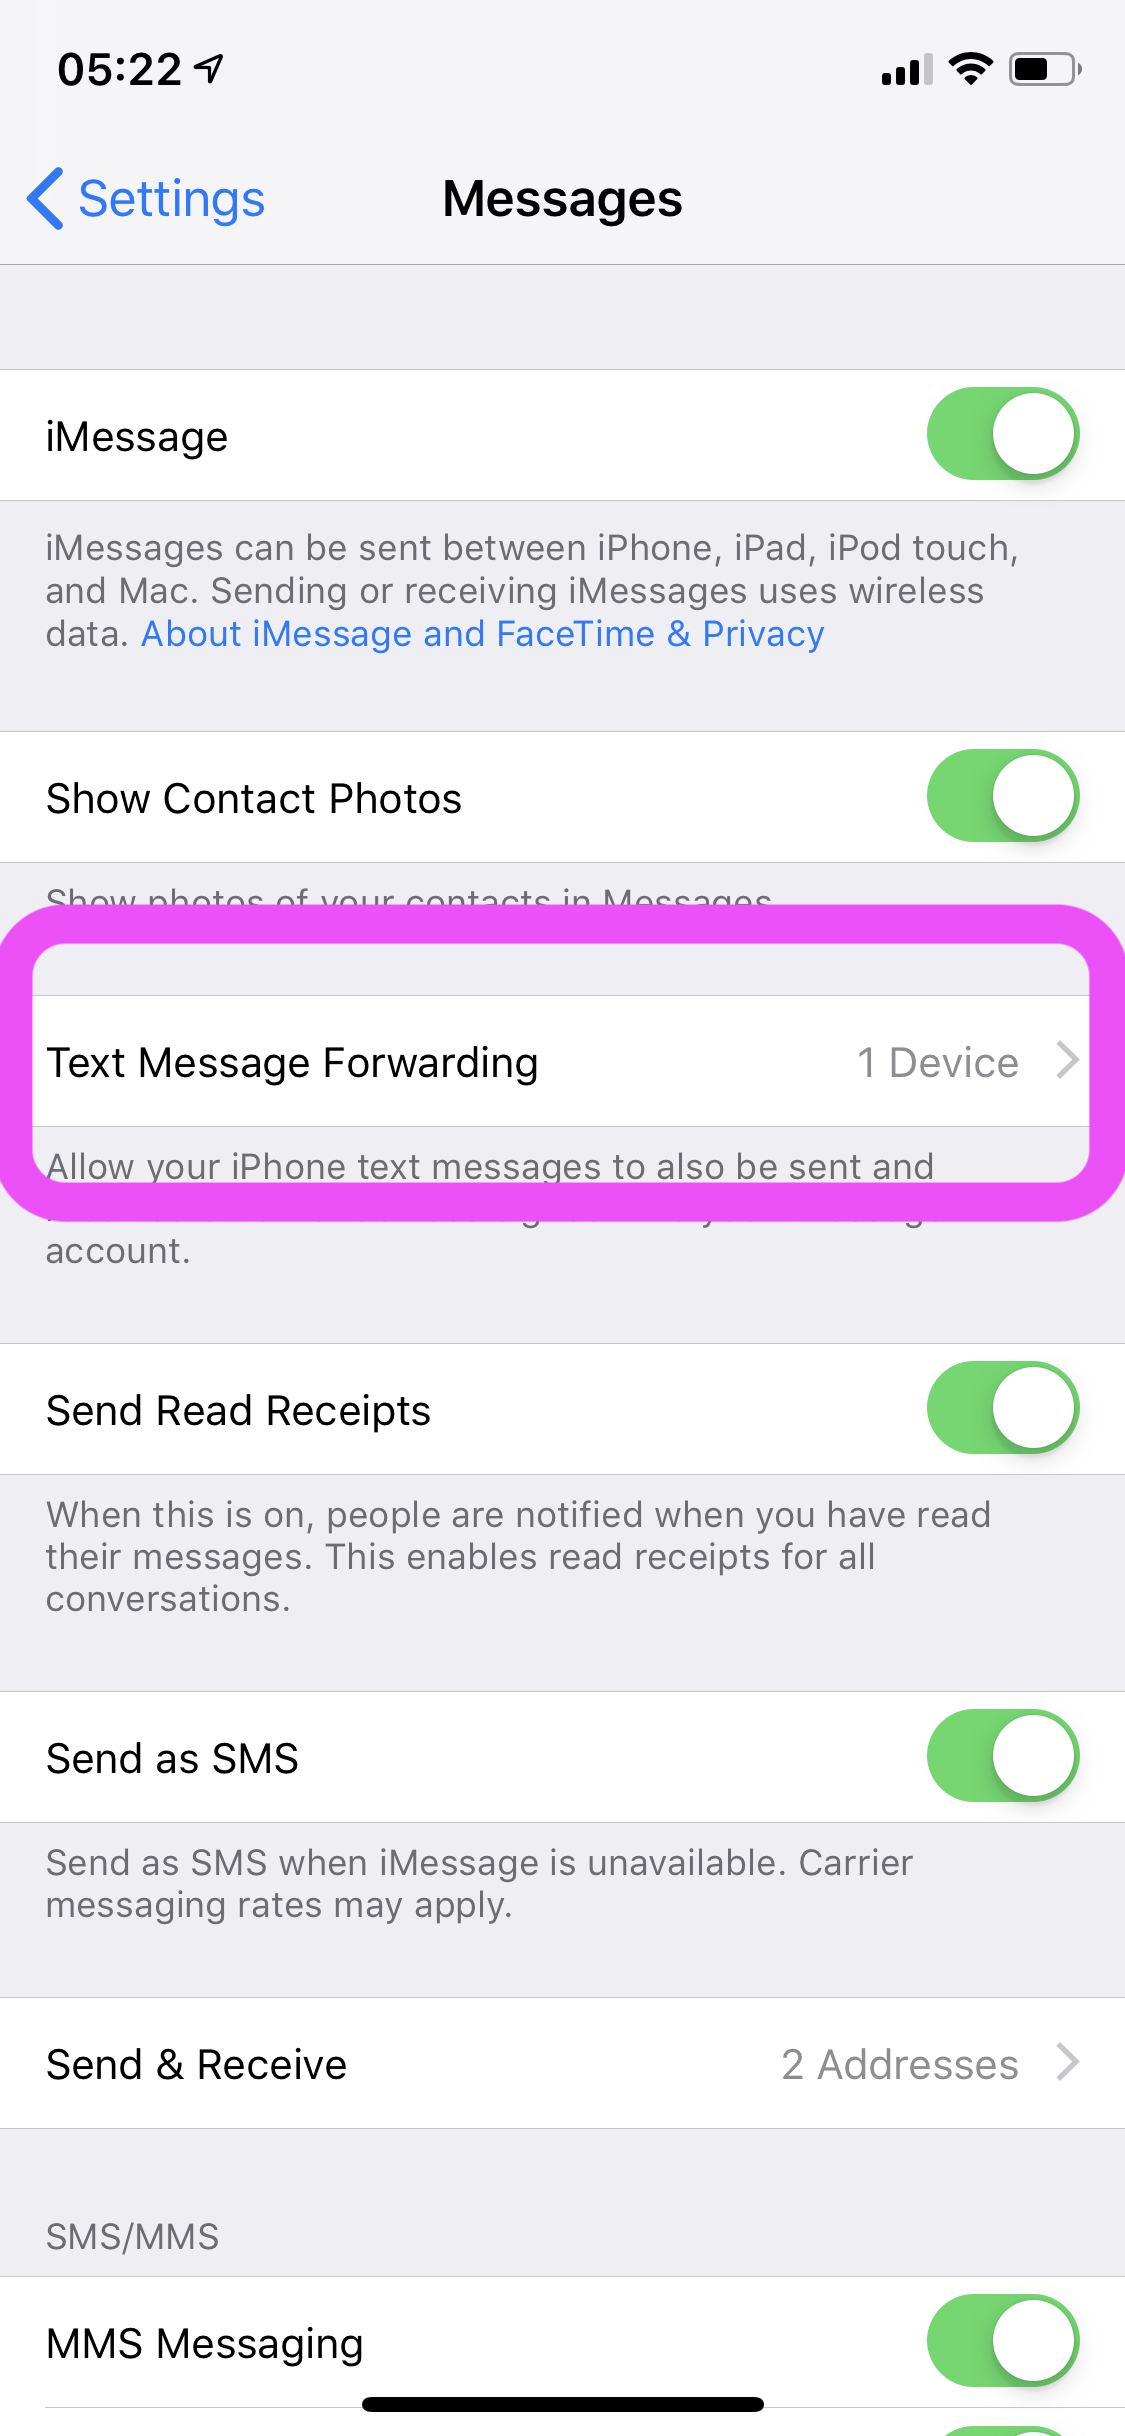 05:22
Settings
Messages
iMessage
iMessages can be sent between iPhone, iPad, iPod touch,
and Mac. Sending or receiving iMessages uses wireless
data. About iMessage and FaceTime & Privacy
Show Contact Photos
Show photos of your contacts in Messages.
Text Message Forwarding
1 Device
Allow your iPhone text messages to also be sent and
account.
Send Read Receipts
When this is on, people are notified when you have read
their messages. This enables read receipts for all
conversations.
Send as SMS
Send as SMS when iMessage is unavailable. Carrier
messaging rates may apply.
Send & Receive
2 Addresses
SMS/MMS
MMS Messaging